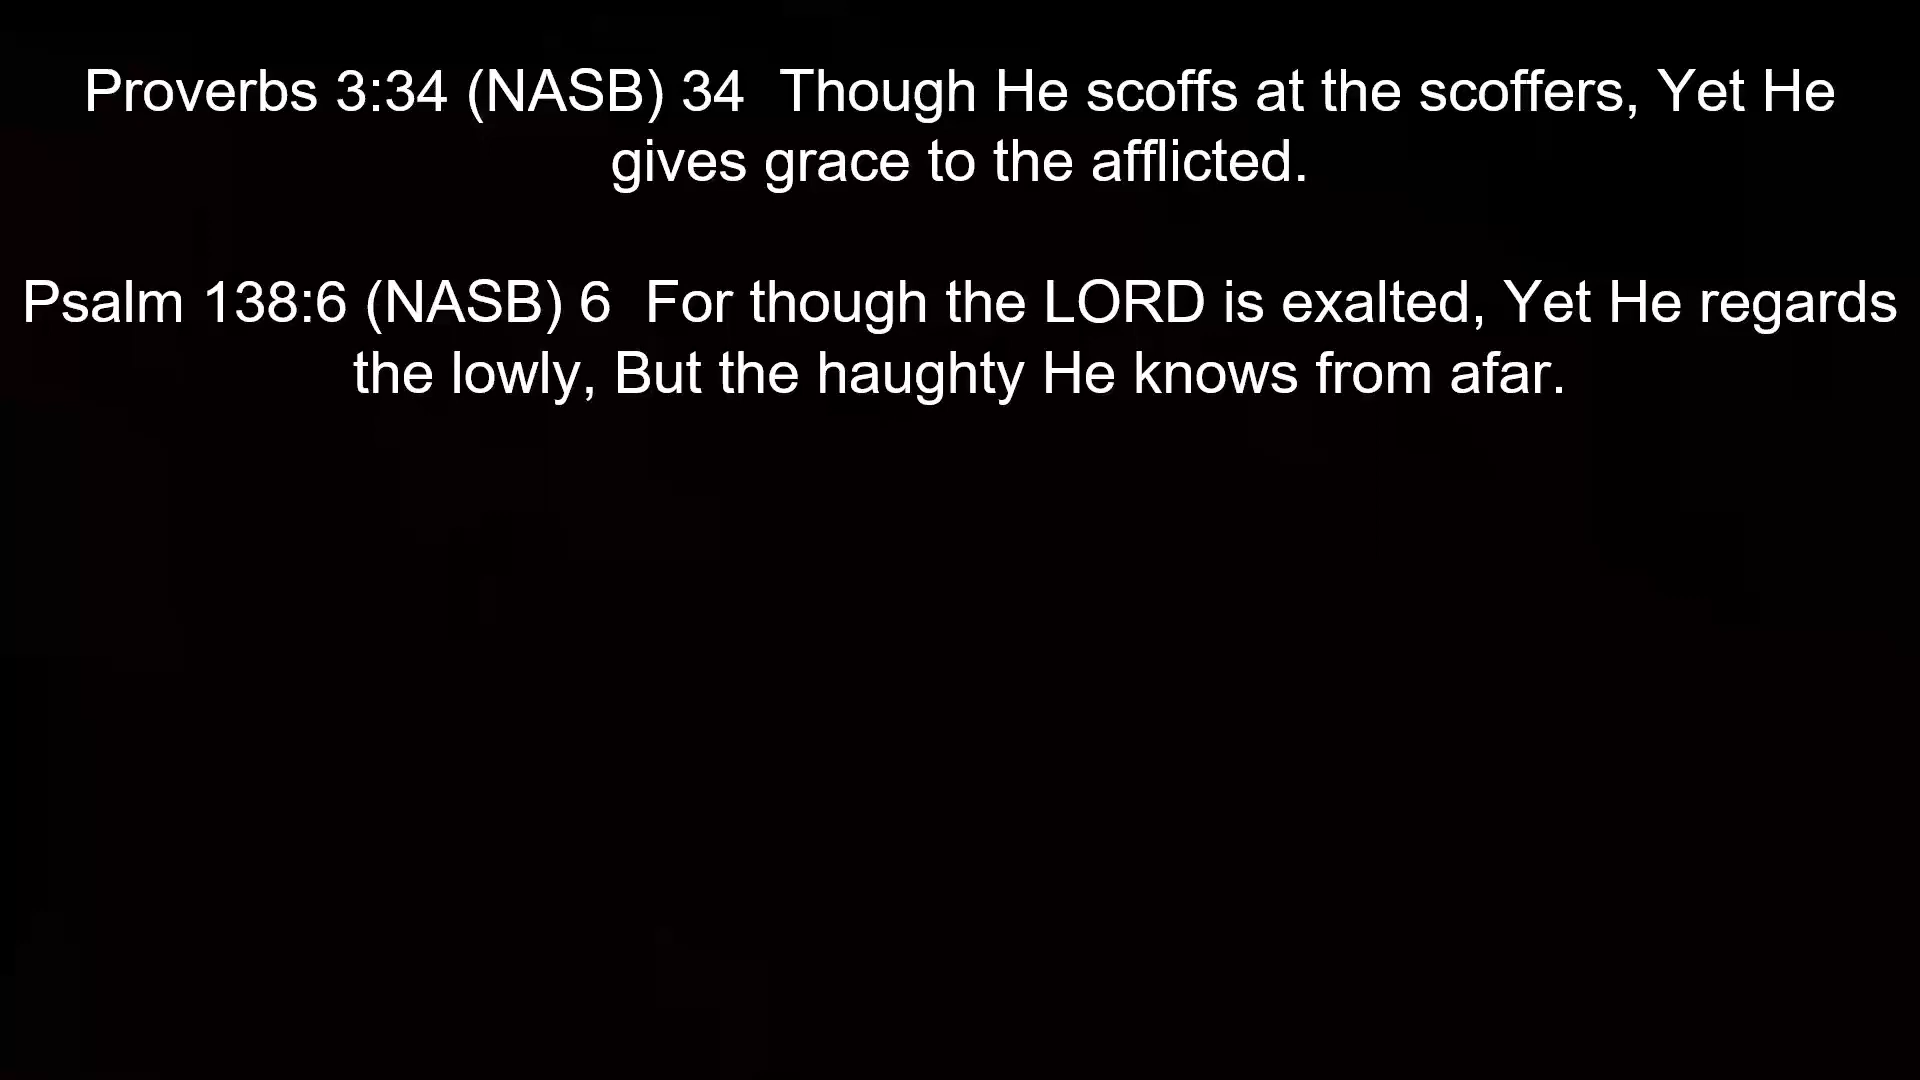 Proverbs 3:34 (NASB) 34  Though He scoffs at the scoffers, Yet He
gives grace to the afflicted.
Psalm 138:6 (NASB) 6  For though the LORD is exalted, Yet He regards
the lowly, But the haughty He knows from afar.